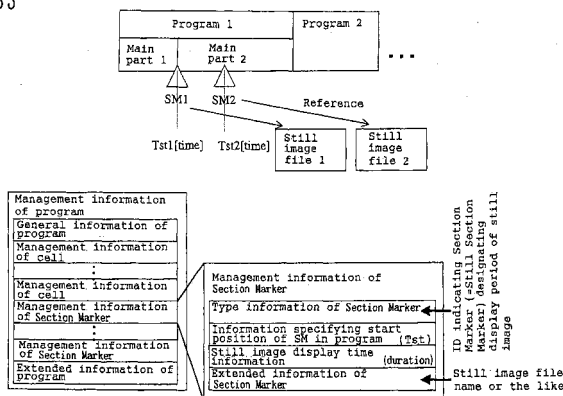 Program 1
Program 2
Main
part 1
Main
part 2
SM1
SM2
Reference
Tst1[time]
Tst2[time]
Still
image
file 1
Still
image
file 2
Management information
of program
General information of
program
Management information
of cell
Management information
of cell
Management information
of Section Marker
Management information
of Section Marker
Extended information of
program
Management information of
Section Marker
Type information of Section Marker
Information specifying start
position of SM in program (Tst)
Still image display time
information (duration)
Extended information of
Section Marker
ID indicating Section
Marker (=Still Section
Marker) designating
display period of still
image
Still image file
name or the like